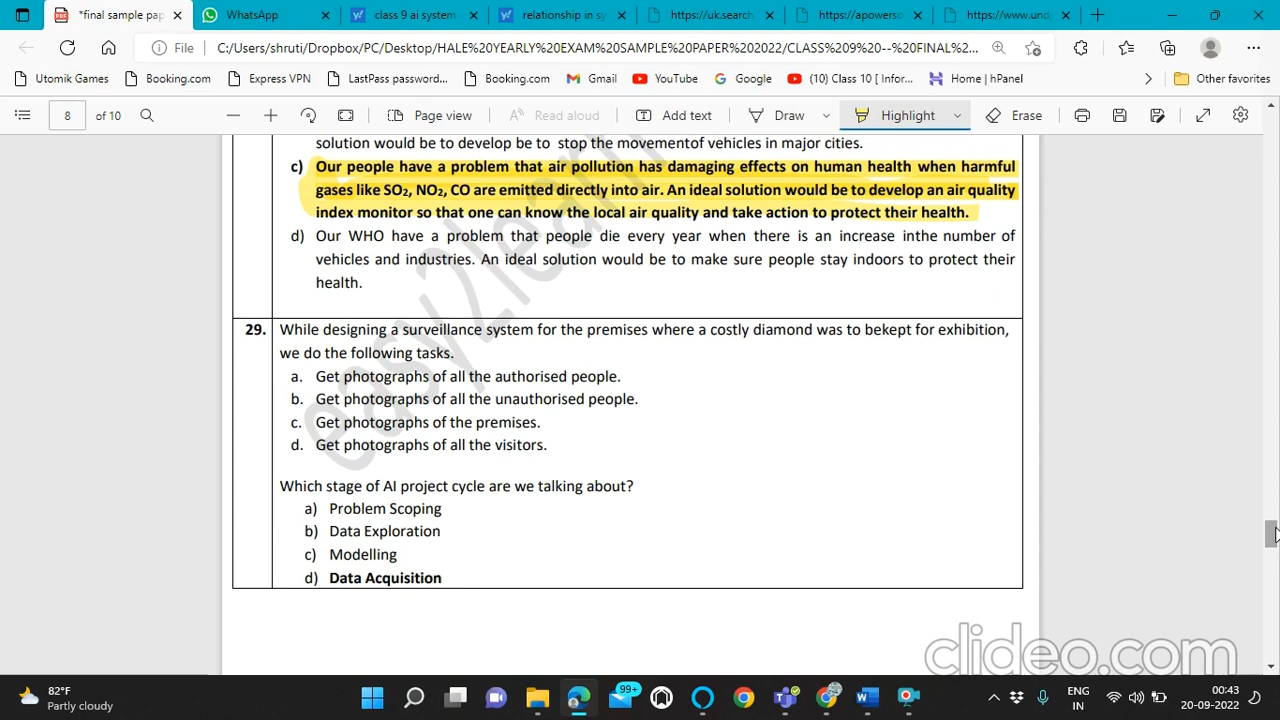 *final sample pap
WhatsApp
class 9 ai system
relationship in sy
https://uk.search
https://apowerso
https://www.und
File
C:/Users/shruti/Dropbox/PC/Desktop/HALE%20YEARLY%20EXAM%20SAMPLE%20PAPER%202022/CLASS%209%20--%20FINAL%...
Utomik Games
Booking.com
Express VPN
LastPass password...
Booking.com
Gmail
YouTube
Google
(10) Class 10 [ Infor...
Home | hPanel
Other favorites
8 of 10
Page view
Read aloud
Add text
Draw
Highlight
Erase
solution would be to develop be to stop the movementof vehicles in major cities.
c) Our people have a problem that air pollution has damaging effects on human health when harmful
gases like SO₂, NO₂, CO are emitted directly into air. An ideal solution would be to develop an air quality
index monitor so that one can know the local air quality and take action to protect their health.
d) Our WHO have a problem that people die every year when there is an increase inthe number of
vehicles and industries. An ideal solution would be to make sure people stay indoors to protect their
health.
29. While designing a surveillance system for the premises where a costly diamond was to bekept for exhibition,
we do the following tasks.
a. Get photographs of all the authorised people.
b. Get photographs of all the unauthorised people.
c. Get photographs of the premises.
d. Get photographs of all the visitors.
Which stage of AI project cycle are we talking about?
a) Problem Scoping
b) Data Exploration
c) Modelling
d) Data Acquisition
easy2learn
clideo.com
82°F
Partly cloudy
99+
ENG
IN
00:43
20-09-2022